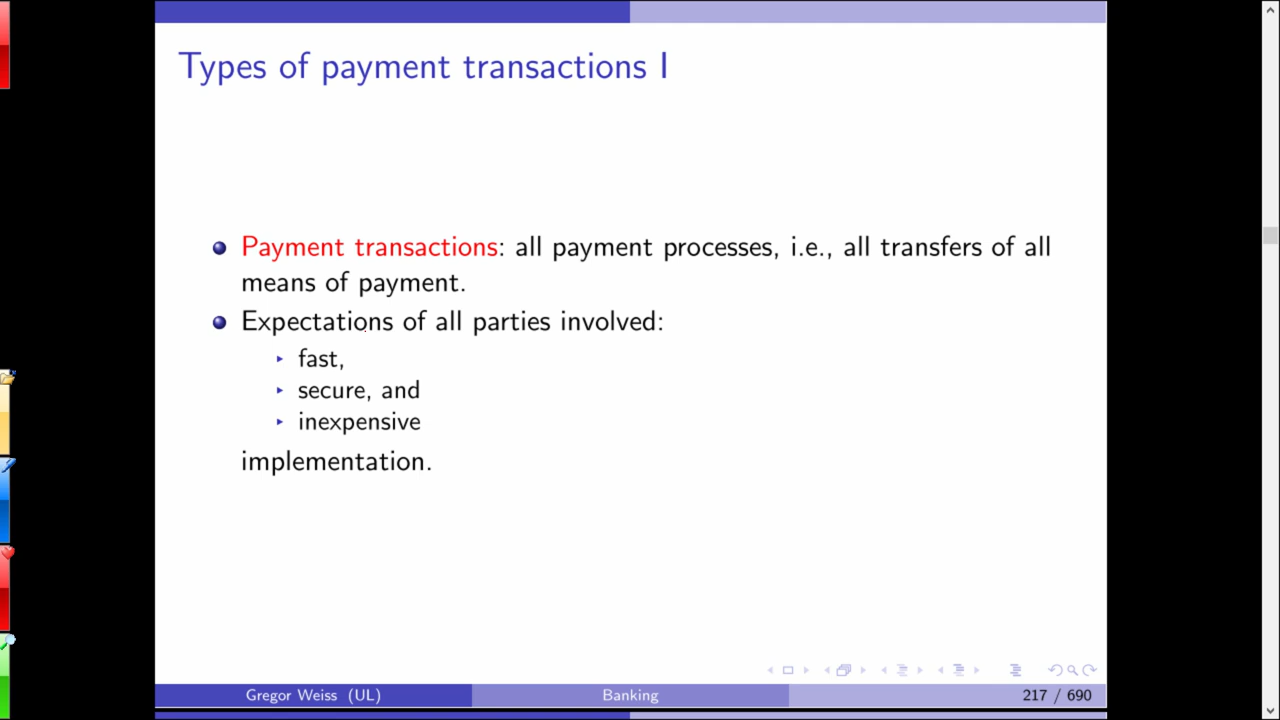 Types of payment transactions I
Payment transactions: all payment processes, i.e., all transfers of all
means of payment.
Expectations of all parties involved:
fast,
secure, and
inexpensive
implementation.
Gregor Weiss (UL)
Banking
217 / 690